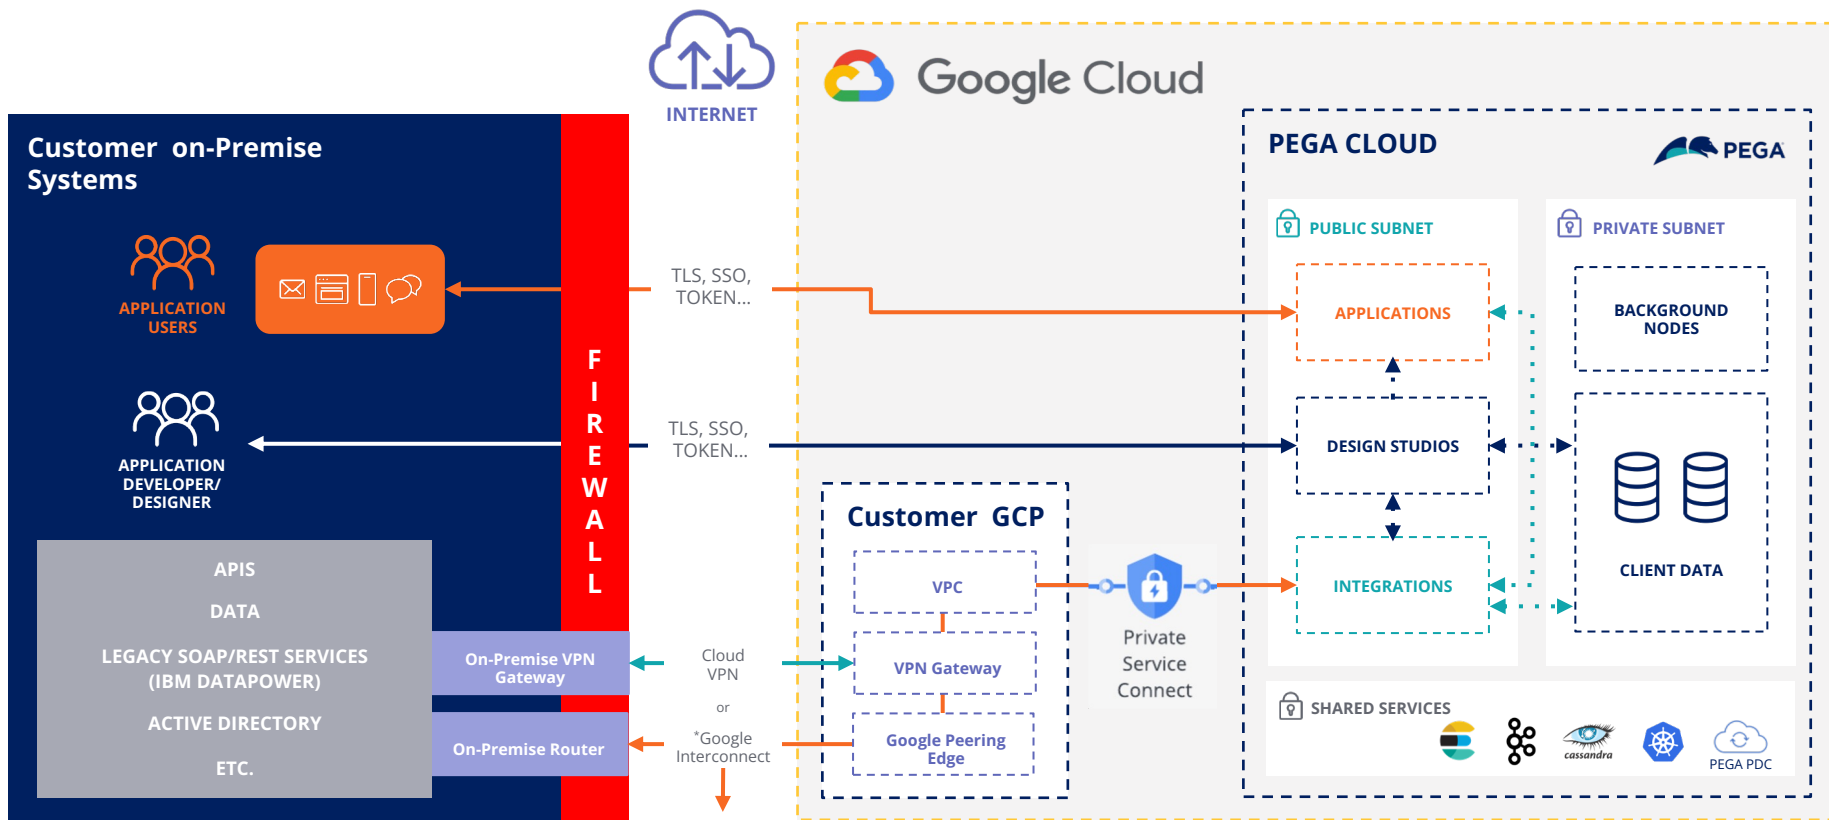 INTERNET
Google Cloud
Customer on-Premise
Systems
PEGA CLOUD
PEGA
PUBLIC SUBNET
PRIVATE SUBNET
APPLICATION
USERS
TLS, SSO,
TOKEN...
APPLICATIONS
BACKGROUND
NODES
FIREWALL
APPLICATION
DEVELOPER/
DESIGNER
TLS, SSO,
TOKEN...
DESIGN STUDIOS
CLIENT DATA
Customer GCP
VPC
Private
Service
Connect
INTEGRATIONS
APIS
DATA
LEGACY SOAP/REST SERVICES
(IBM DATAPOWER)
ACTIVE DIRECTORY
ETC.
On-Premise VPN
Gateway
Cloud
VPN
or
*Google
Interconnect
VPN Gateway
On-Premise Router
Google Peering
Edge
SHARED SERVICES
cassandra
PEGA PDC